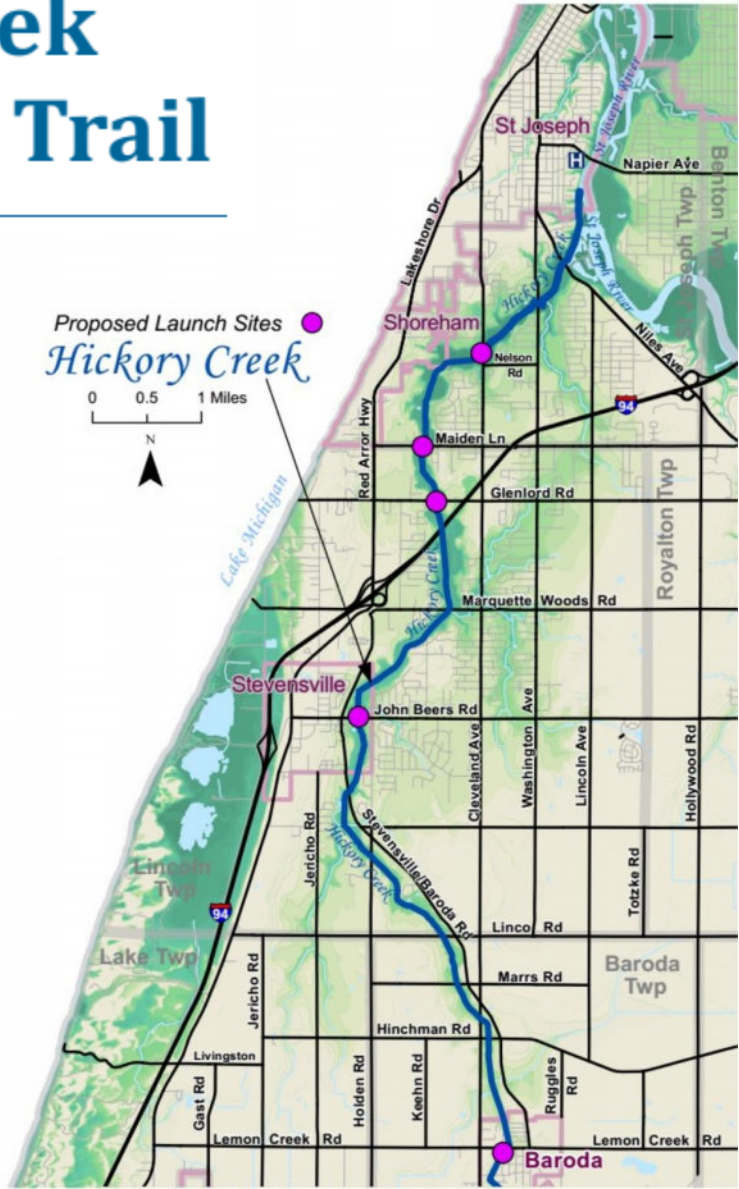 ek
Trail
St Joseph
St Joseph River
Napier Ave
H
Benton Twp
St Joseph Twp
Lakeshore Dr
St Joseph River
Hickory Creek
Proposed Launch Sites
Shoreham
Hickory Creek
Nelson
Rd
Niles Ave
0 0.5 1 Miles
94
N
Red Arror Hwy
Maiden Ln
Glenlord Rd
Lake Michigan
Royalton Twp
Hickory Creek
Marquette Woods Rd
Stevensville
John Beers Rd
Cleveland Ave
Washington Ave
Lincoln Ave
Hollywood Rd
Jericho Rd
Stevensville/Baroda Rd
Hickory Creek
Totzke Rd
Lincoln
Twp
94
Linco Rd
Lake Twp
Jericho Rd
Marrs Rd
Baroda
Twp
Hinchman Rd
Livingston
Gast Rd
Holden Rd
Keehn Rd
Ruggles
Rd
Lemon Creek Rd
Lemon Creek Rd
Baroda